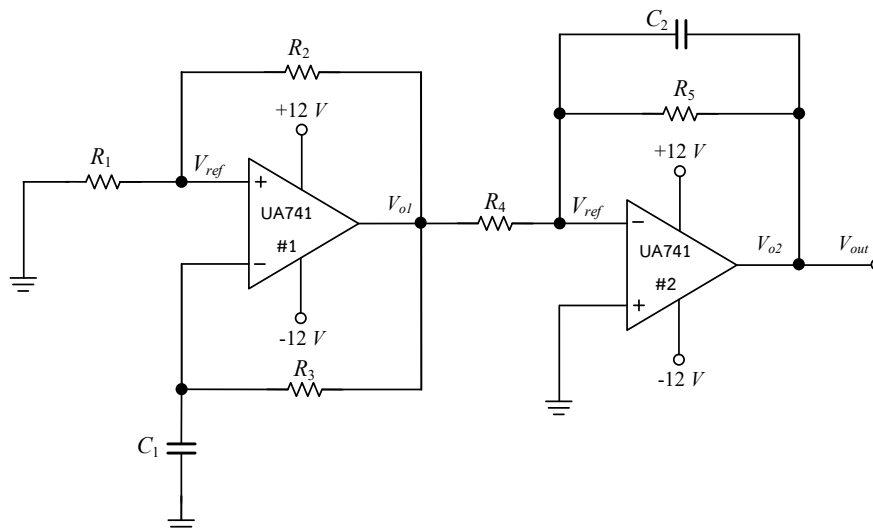 C2
R2
R5
+12 V
+12 V
R1
Vref
+
UA741
#1
−
Vo1
R4
Vref
−
UA741
#2
+
Vo2
Vout
-12 V
-12 V
R3
C1